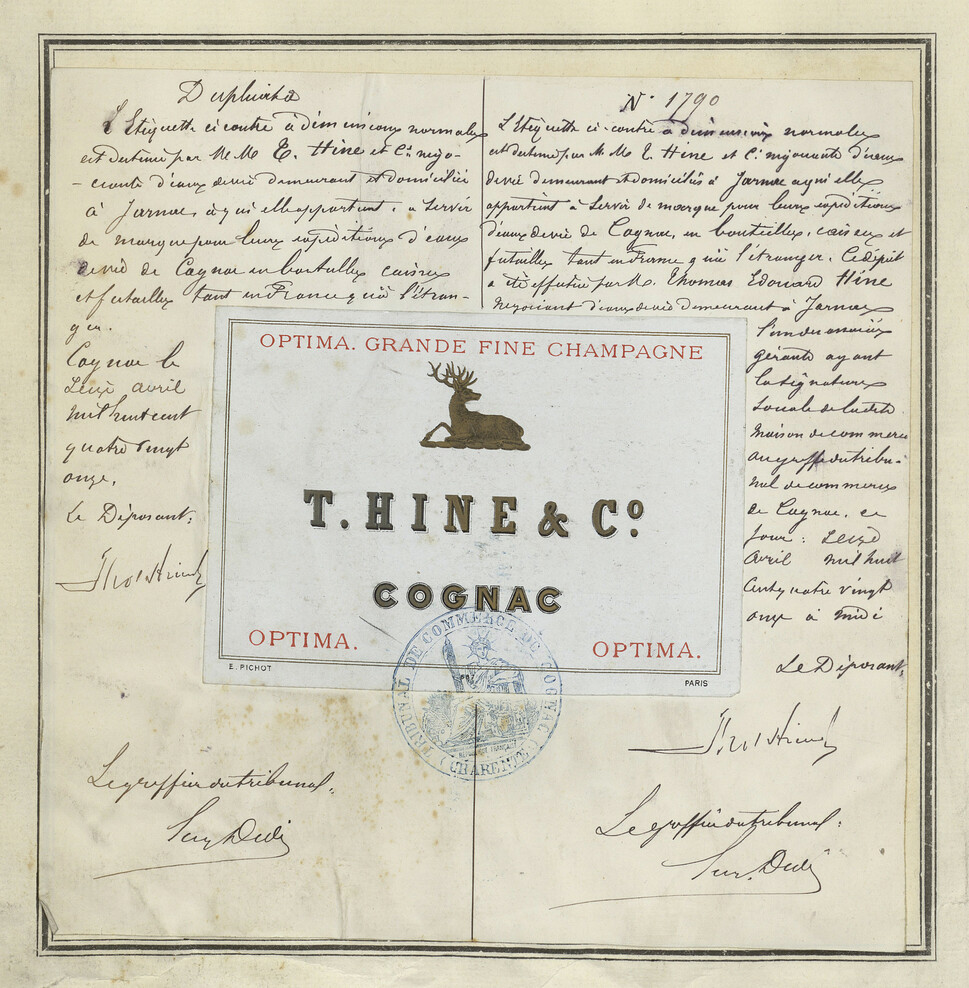 Duplicata
L'Etiquette ci contre à dimensions normales
est destinée par M M T. Hine et Cie négo-
-ciants d'eaux de vie demeurant et domiciliés
à Jarnac, à qui elle appartient, à servir
de marque pour leurs expéditions d'eaux
de vie de Cognac en bouteilles caisses
et futailles tant en France qu'à l'étran-
ger.
Cognac le
seize avril
mil huit cent
quatre vingt
onze.
Le Déposant:
Le greffier du tribunal:
N° 1790
L'Etiquette ci-contre à dimensions normales
est destinée par M. M T. Hine et Cie négociants d'eaux
de vie demeurant et domiciliés à Jarnac à qui elle
appartient à servir de marque pour leurs expéditions
d'eaux de vie de Cognac, en bouteilles, caisses et
futailles tant en France qu'à l'étranger. Ce dépôt
a été effectué par M. Thomas Edouard Hine
négociant d'eaux de vie demeurant à Jarnac
l'un des associés
gérants ayant
la signature
sociale de la dite
maison de commerce
au greffe du tribu-
nal de commerce
de Cognac, ce
jour: seize
avril mil huit
cent quatre vingt
onze à midi
Le Déposant,
Le greffier du tribunal:
OPTIMA. GRANDE FINE CHAMPAGNE
T. HINE & Co.
COGNAC
OPTIMA. OPTIMA.
E. PICHOT PARIS
TRIBUNAL DE COMMERCE DE COGNAC
(CHARENTE)
RÉPUBLIQUE FRANÇAISE